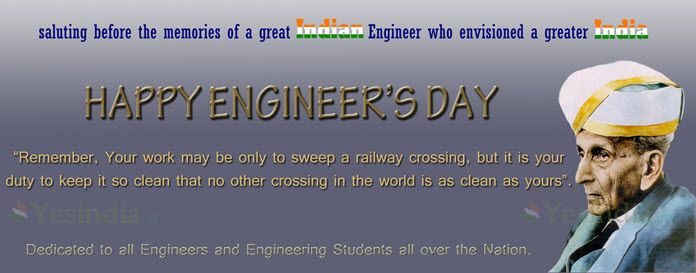 saluting before the memories of a great Indian Engineer who envisioned a greater India
HAPPY ENGINEER'S DAY
“Remember, Your work may be only to sweep a railway crossing, but it is your
duty to keep it so clean that no other crossing in the world is as clean as yours”.
Yesindia
Yesindia
Dedicated to all Engineers and Engineering Students all over the Nation.